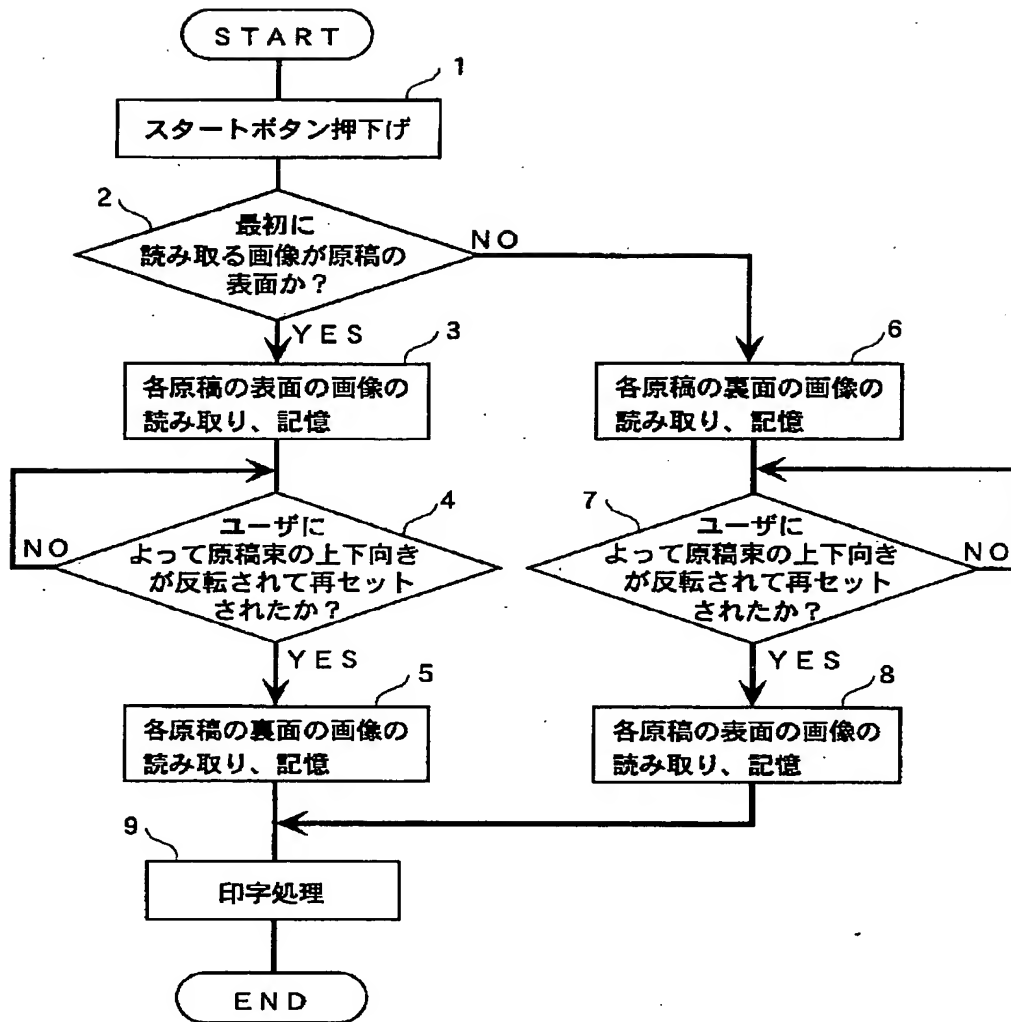 START
1
スタートボタン押下げ
2
最初に
読み取る画像が原稿の
表面か？
NO
YES
3
各原稿の表面の画像の
読み取り、記憶
6
各原稿の裏面の画像の
読み取り、記憶
4
ユーザに
よって原稿束の上下向き
が反転されて再セット
されたか？
NO
YES
7
ユーザに
よって原稿束の上下向き
が反転されて再セット
されたか？
NO
YES
5
各原稿の裏面の画像の
読み取り、記憶
8
各原稿の表面の画像の
読み取り、記憶
9
印字処理
END